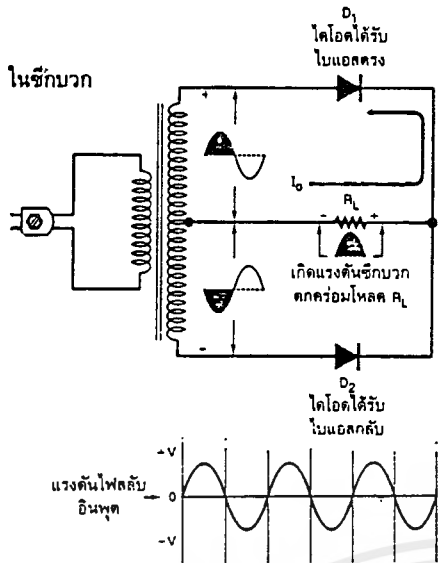 D1
ไดโอดได้รับ
ไบแอสตรง
ในซีกบวก
+
Io
RL
- +
เกิดแรงดันซีกบวก
ตกคร่อมโหลด RL
-
D2
ไดโอดได้รับ
ไบแอสกลับ
+V
แรงดันไฟสลับ
อินพุต
0
-V